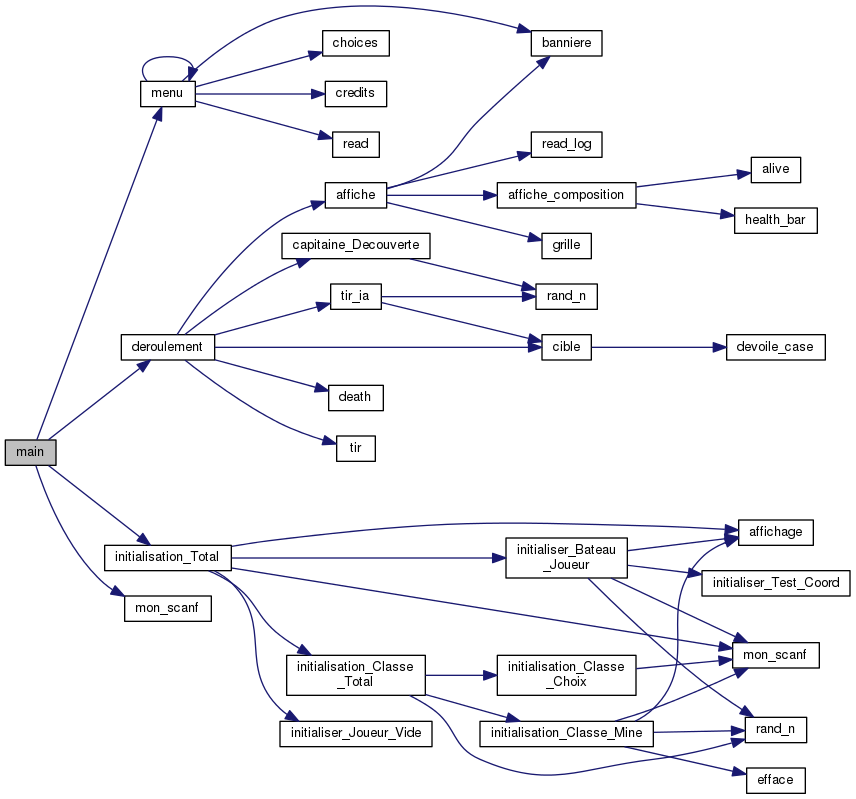 banniere
choices
menu
credits
read
read_log
alive
affiche
affiche_composition
health_bar
capitaine_Decouverte
grille
tir_ia
rand_n
deroulement
cible
devoile_case
death
main
tir
affichage
initialisation_Total
initialiser_Bateau
_Joueur
initialiser_Test_Coord
mon_scanf
mon_scanf
initialisation_Classe
_Total
initialisation_Classe
_Choix
initialiser_Joueur_Vide
initialisation_Classe_Mine
rand_n
efface